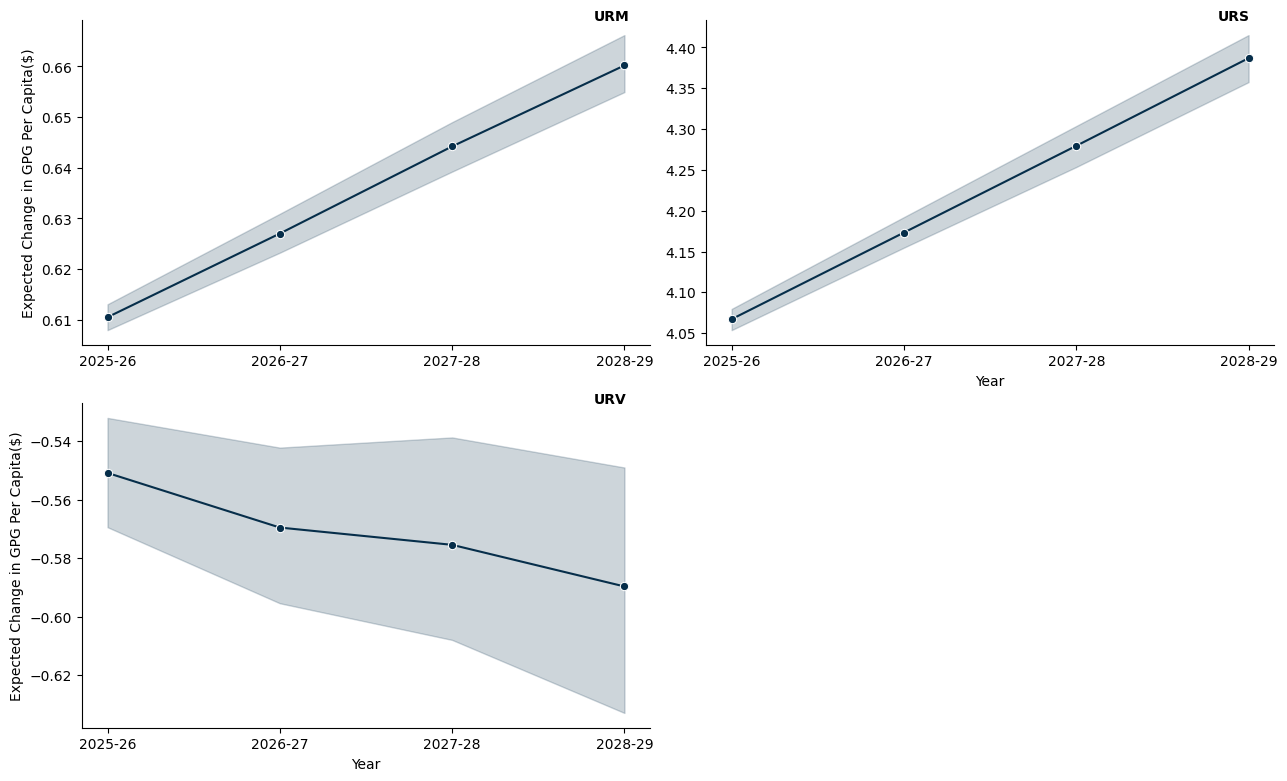 URM
Expected Change in GPG Per Capita($)
0.66
0.65
0.64
0.63
0.62
0.61
2025-26 2026-27 2027-28 2028-29
URS
4.40
4.35
4.30
4.25
4.20
4.15
4.10
4.05
2025-26 2026-27 2027-28 2028-29
Year
URV
Expected Change in GPG Per Capita($)
−0.54
−0.56
−0.58
−0.60
−0.62
2025-26 2026-27 2027-28 2028-29
Year